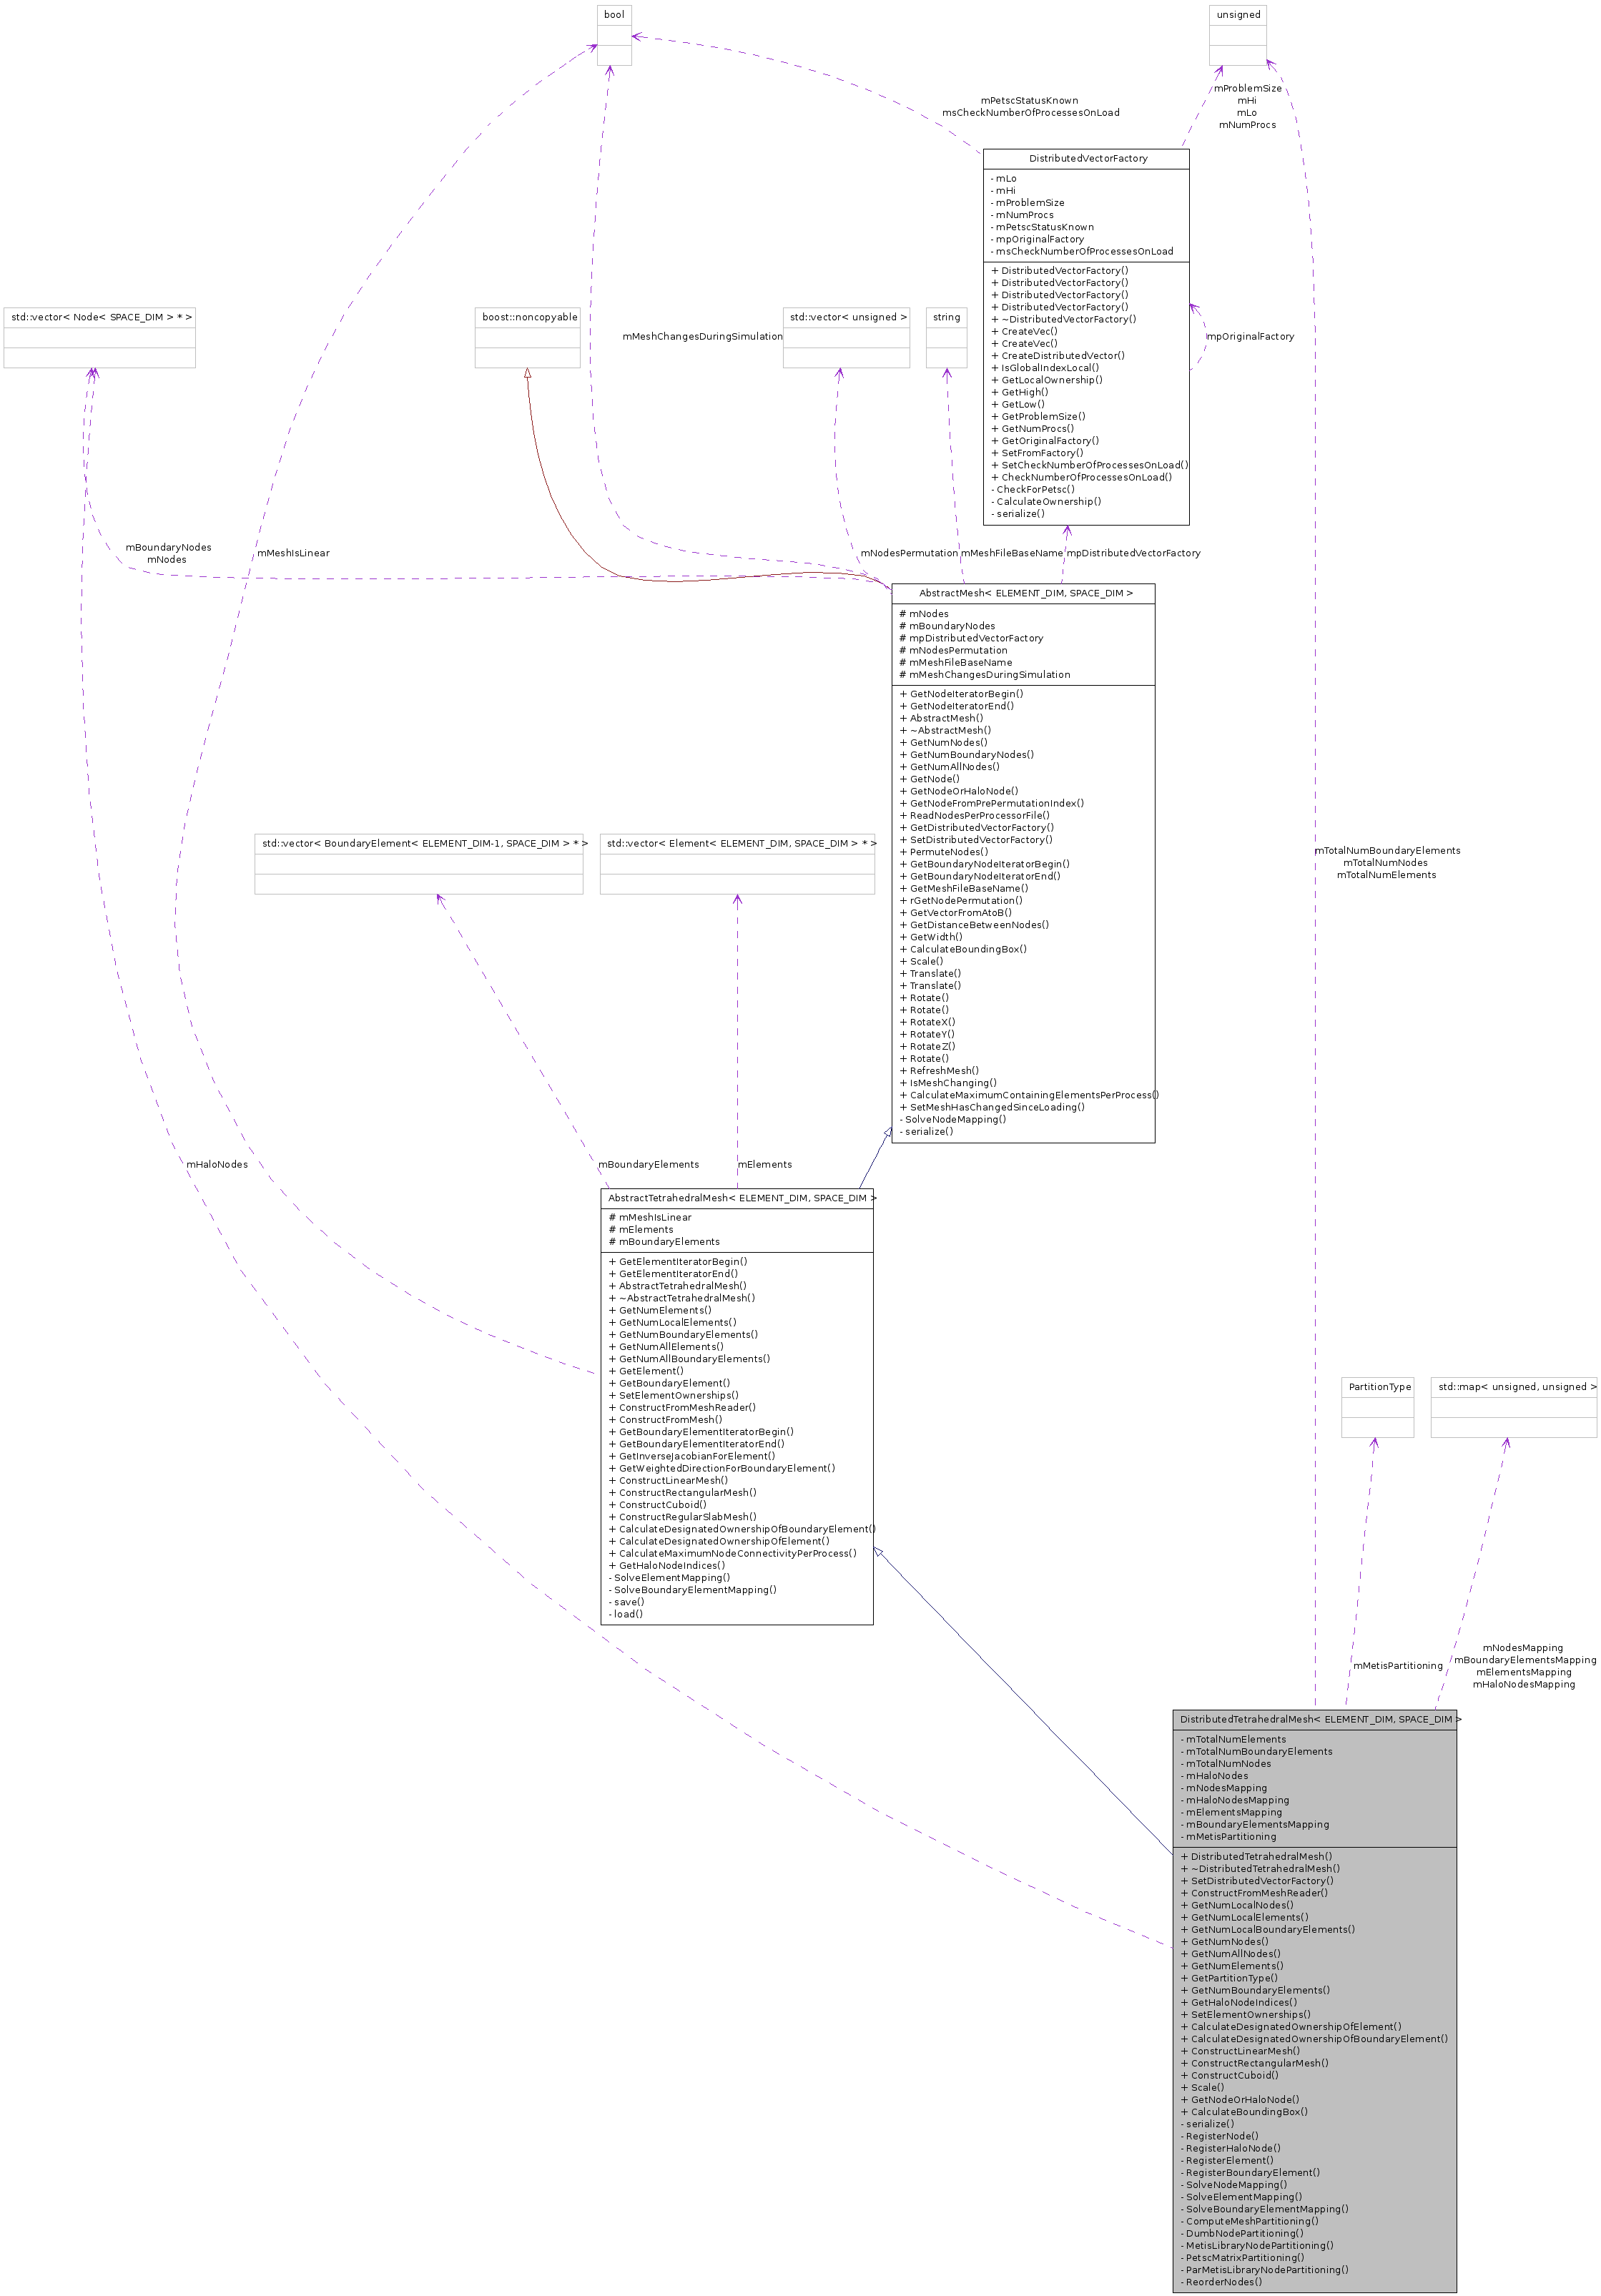 bool
unsigned
mProblemSize
mHi
mLo
mNumProcs
mPetscStatusKnown
msCheckNumberOfProcessesOnLoad
DistributedVectorFactory
- mLo
- mHi
- mProblemSize
- mNumProcs
- mPetscStatusKnown
- mpOriginalFactory
- msCheckNumberOfProcessesOnLoad
+ DistributedVectorFactory()
+ DistributedVectorFactory()
+ DistributedVectorFactory()
+ DistributedVectorFactory()
+ ~DistributedVectorFactory()
+ CreateVec()
+ CreateVec()
+ CreateDistributedVector()
+ IsGlobalIndexLocal()
+ GetLocalOwnership()
+ GetHigh()
+ GetLow()
+ GetProblemSize()
+ GetNumProcs()
+ GetOriginalFactory()
+ SetFromFactory()
+ SetCheckNumberOfProcessesOnLoad()
+ CheckNumberOfProcessesOnLoad()
- CheckForPetsc()
- CalculateOwnership()
- serialize()
std::vector< Node< SPACE_DIM > * >
boost::noncopyable
mMeshChangesDuringSimulation
std::vector< unsigned >
string
mpOriginalFactory
mBoundaryNodes
mNodes
mMeshIsLinear
mNodesPermutation
mMeshFileBaseName
mpDistributedVectorFactory
AbstractMesh< ELEMENT_DIM, SPACE_DIM >
# mNodes
# mBoundaryNodes
# mpDistributedVectorFactory
# mNodesPermutation
# mMeshFileBaseName
# mMeshChangesDuringSimulation
+ GetNodeIteratorBegin()
+ GetNodeIteratorEnd()
+ AbstractMesh()
+ ~AbstractMesh()
+ GetNumNodes()
+ GetNumBoundaryNodes()
+ GetNumAllNodes()
+ GetNode()
+ GetNodeOrHaloNode()
+ GetNodeFromPrePermutationIndex()
+ ReadNodesPerProcessorFile()
+ GetDistributedVectorFactory()
+ SetDistributedVectorFactory()
+ PermuteNodes()
+ GetBoundaryNodeIteratorBegin()
+ GetBoundaryNodeIteratorEnd()
+ GetMeshFileBaseName()
+ rGetNodePermutation()
+ GetVectorFromAtoB()
+ GetDistanceBetweenNodes()
+ GetWidth()
+ CalculateBoundingBox()
+ Scale()
+ Translate()
+ Translate()
+ Rotate()
+ Rotate()
+ RotateX()
+ RotateY()
+ RotateZ()
+ Rotate()
+ RefreshMesh()
+ IsMeshChanging()
+ CalculateMaximumContainingElementsPerProcess()
+ SetMeshHasChangedSinceLoading()
- SolveNodeMapping()
- serialize()
std::vector< BoundaryElement< ELEMENT_DIM-1, SPACE_DIM > * >
std::vector< Element< ELEMENT_DIM, SPACE_DIM > * >
mTotalNumBoundaryElements
mTotalNumNodes
mTotalNumElements
mHaloNodes
mBoundaryElements
mElements
AbstractTetrahedralMesh< ELEMENT_DIM, SPACE_DIM >
# mMeshIsLinear
# mElements
# mBoundaryElements
+ GetElementIteratorBegin()
+ GetElementIteratorEnd()
+ AbstractTetrahedralMesh()
+ ~AbstractTetrahedralMesh()
+ GetNumElements()
+ GetNumLocalElements()
+ GetNumBoundaryElements()
+ GetNumAllElements()
+ GetNumAllBoundaryElements()
+ GetElement()
+ GetBoundaryElement()
+ SetElementOwnerships()
+ ConstructFromMeshReader()
+ ConstructFromMesh()
+ GetBoundaryElementIteratorBegin()
+ GetBoundaryElementIteratorEnd()
+ GetInverseJacobianForElement()
+ GetWeightedDirectionForBoundaryElement()
+ ConstructLinearMesh()
+ ConstructRectangularMesh()
+ ConstructCuboid()
+ ConstructRegularSlabMesh()
+ CalculateDesignatedOwnershipOfBoundaryElement()
+ CalculateDesignatedOwnershipOfElement()
+ CalculateMaximumNodeConnectivityPerProcess()
+ GetHaloNodeIndices()
- SolveElementMapping()
- SolveBoundaryElementMapping()
- save()
- load()
PartitionType
std::map< unsigned, unsigned >
mMetisPartitioning
mNodesMapping
mBoundaryElementsMapping
mElementsMapping
mHaloNodesMapping
DistributedTetrahedralMesh< ELEMENT_DIM, SPACE_DIM >
- mTotalNumElements
- mTotalNumBoundaryElements
- mTotalNumNodes
- mHaloNodes
- mNodesMapping
- mHaloNodesMapping
- mElementsMapping
- mBoundaryElementsMapping
- mMetisPartitioning
+ DistributedTetrahedralMesh()
+ ~DistributedTetrahedralMesh()
+ SetDistributedVectorFactory()
+ ConstructFromMeshReader()
+ GetNumLocalNodes()
+ GetNumLocalElements()
+ GetNumLocalBoundaryElements()
+ GetNumNodes()
+ GetNumAllNodes()
+ GetNumElements()
+ GetPartitionType()
+ GetNumBoundaryElements()
+ GetHaloNodeIndices()
+ SetElementOwnerships()
+ CalculateDesignatedOwnershipOfElement()
+ CalculateDesignatedOwnershipOfBoundaryElement()
+ ConstructLinearMesh()
+ ConstructRectangularMesh()
+ ConstructCuboid()
+ Scale()
+ GetNodeOrHaloNode()
+ CalculateBoundingBox()
- serialize()
- RegisterNode()
- RegisterHaloNode()
- RegisterElement()
- RegisterBoundaryElement()
- SolveNodeMapping()
- SolveElementMapping()
- SolveBoundaryElementMapping()
- ComputeMeshPartitioning()
- DumbNodePartitioning()
- MetisLibraryNodePartitioning()
- PetscMatrixPartitioning()
- ParMetisLibraryNodePartitioning()
- ReorderNodes()